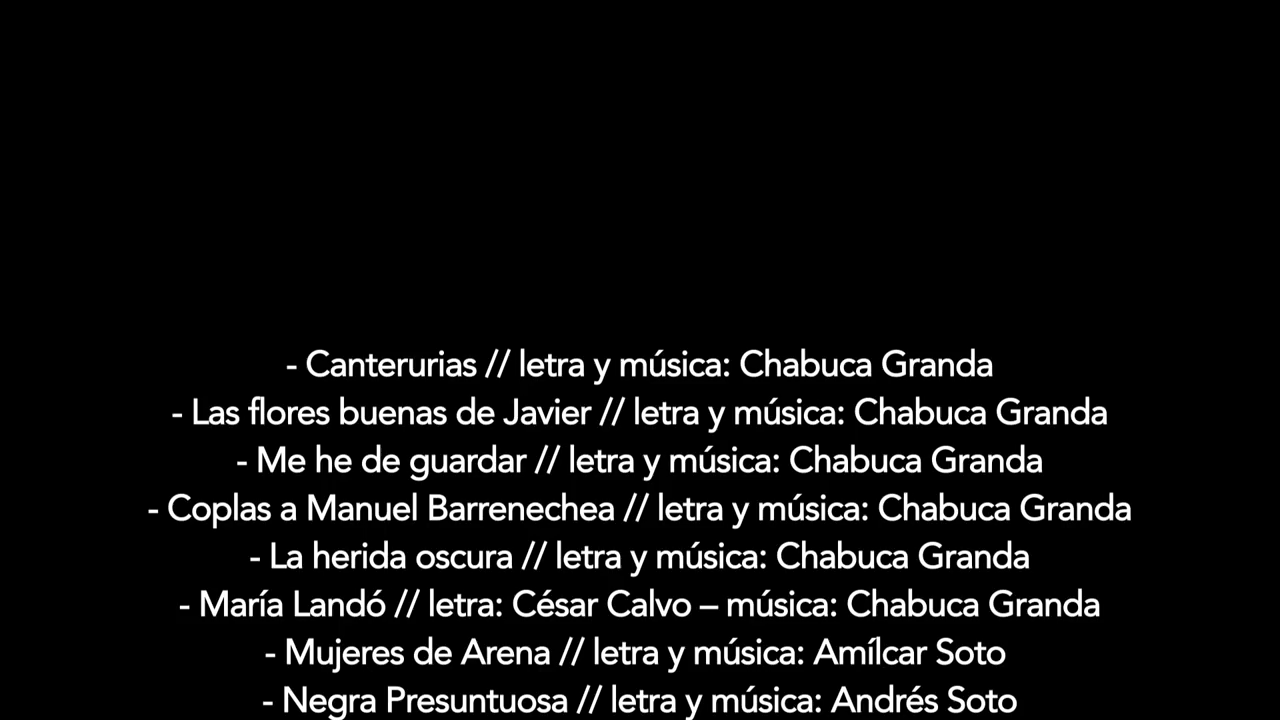 - Canterurias // letra y música: Chabuca Granda
- Las flores buenas de Javier // letra y música: Chabuca Granda
- Me he de guardar // letra y música: Chabuca Granda
- Coplas a Manuel Barrenechea // letra y música: Chabuca Granda
- La herida oscura // letra y música: Chabuca Granda
- María Landó // letra: César Calvo – música: Chabuca Granda
- Mujeres de Arena // letra y música: Amílcar Soto
- Negra Presuntuosa // letra y música: Andrés Soto